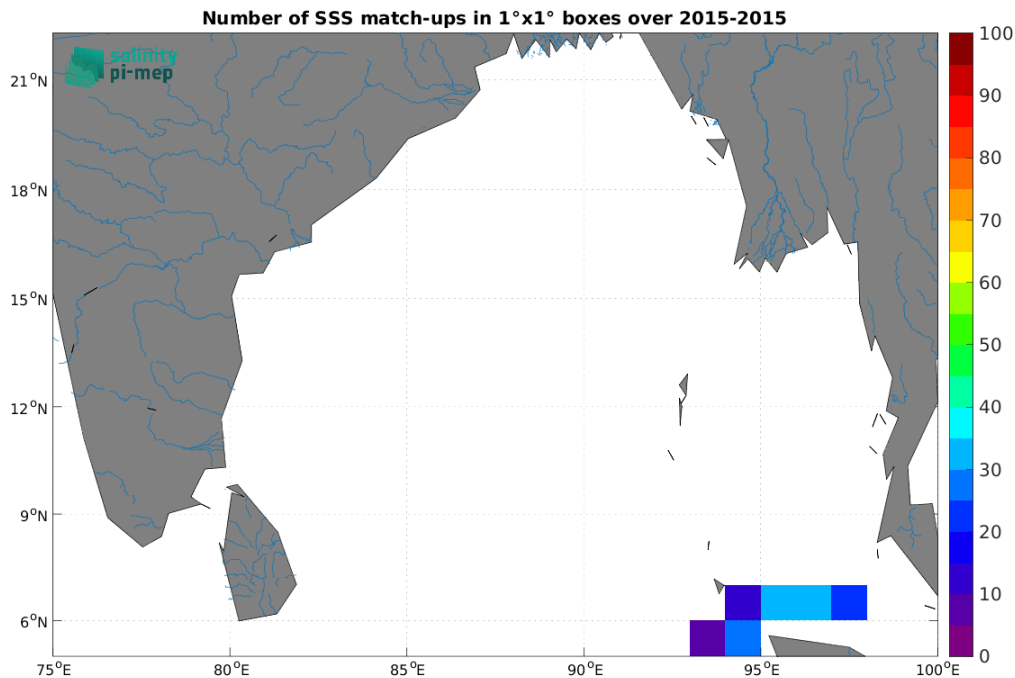 Number of SSS match-ups in 1°x1° boxes over 2015-2015
salinity
pi-mep
21°N
18°N
15°N
12°N
9°N
6°N
75°E 80°E 85°E 90°E 95°E 100°E
100
90
80
70
60
50
40
30
20
10
0